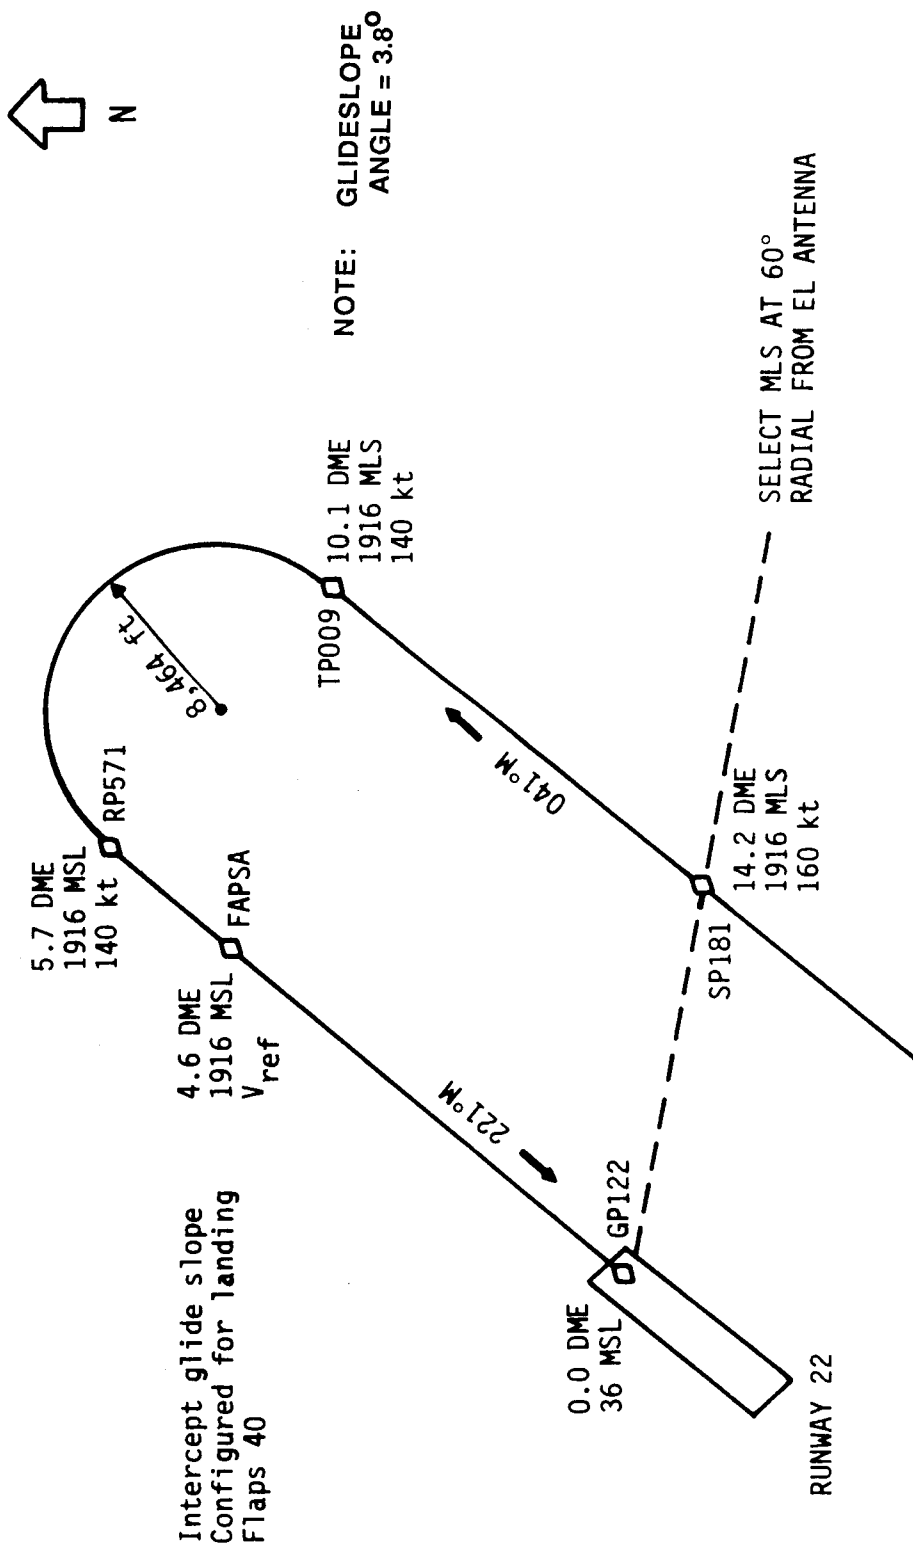 N
NOTE: GLIDESLOPE
ANGLE = 3.8°
Intercept glide slope
Configured for landing
Flaps 40
5.7 DME
1916 MSL
140 kt
RP571
4.6 DME
1916 MSL
Vref
FAPSA
8,464 ft
TP009
10.1 DME
1916 MLS
140 kt
041°M
221°M
SELECT MLS AT 60°
RADIAL FROM EL ANTENNA
14.2 DME
1916 MLS
160 kt
SP181
GP122
0.0 DME
36 MSL
RUNWAY 22